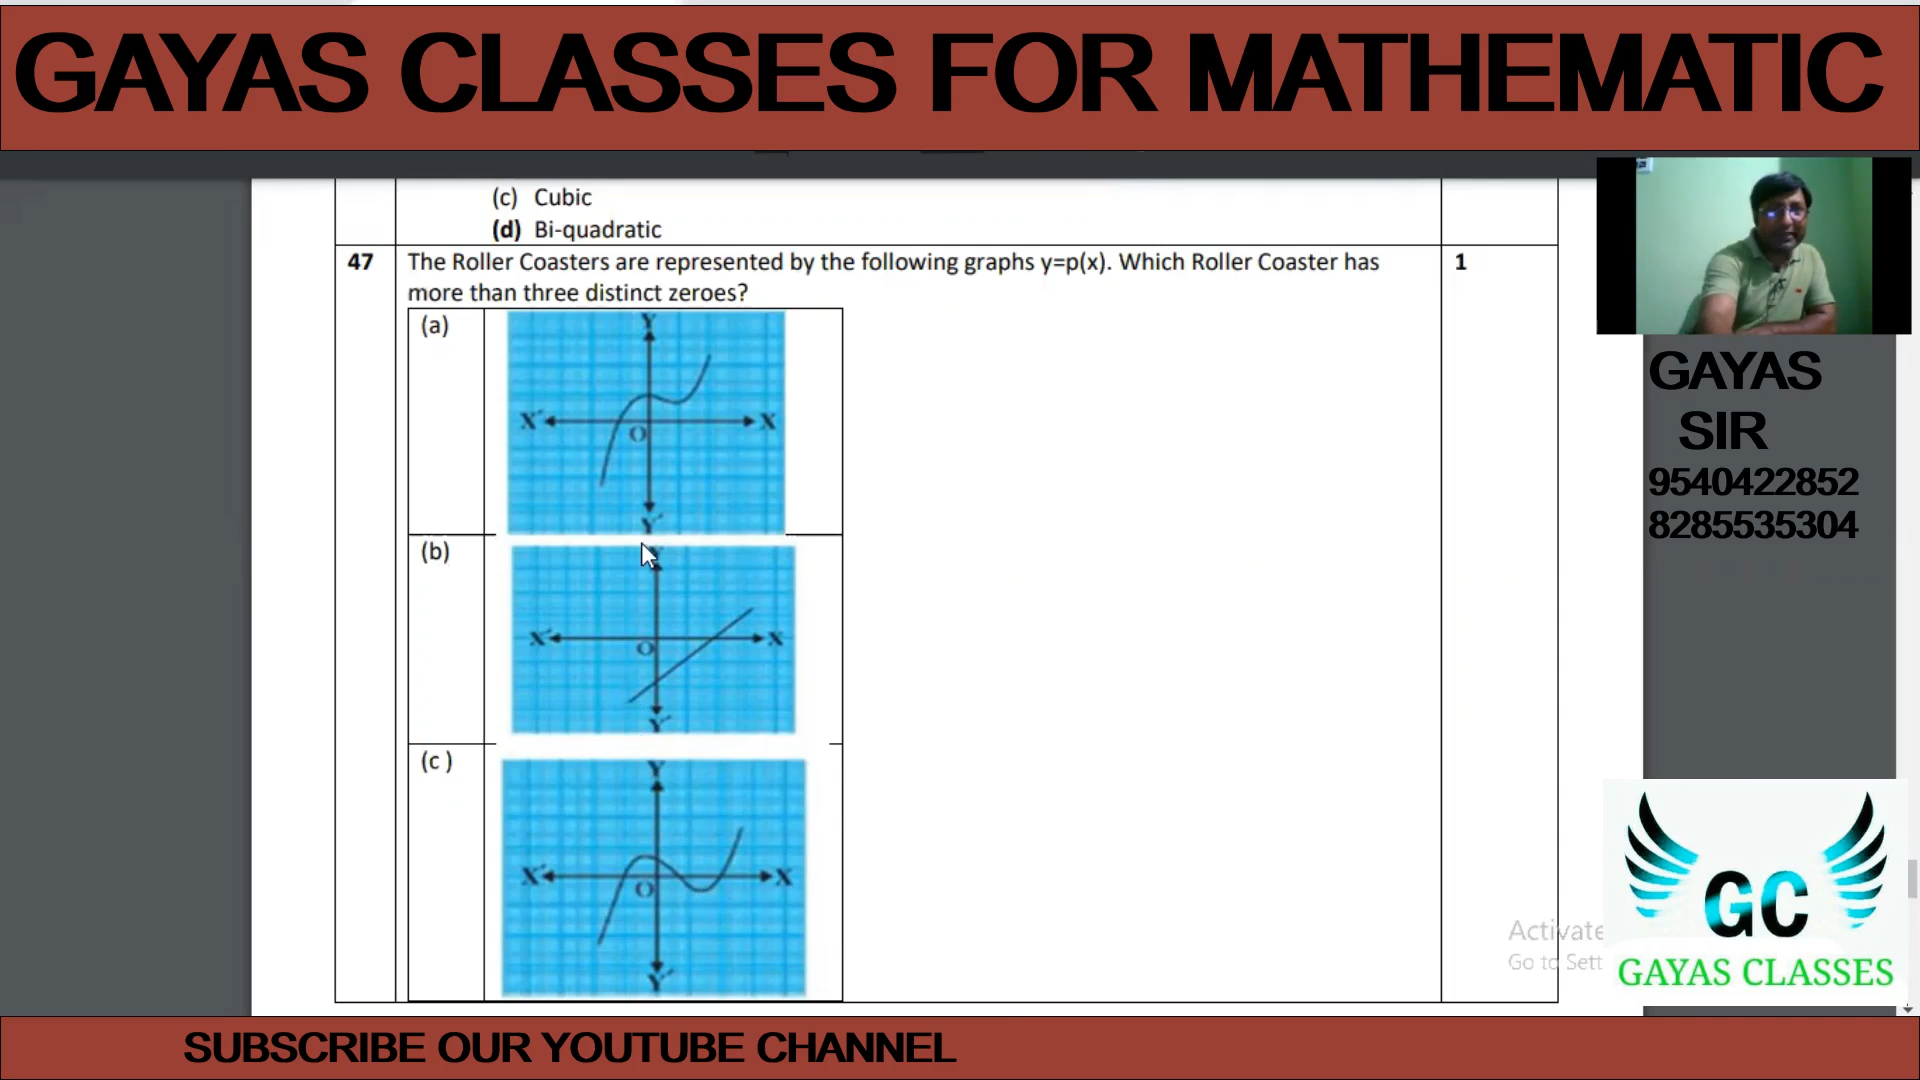 GAYAS CLASSES FOR MATHEMATIC
(c) Cubic
(d) Bi-quadratic
47 The Roller Coasters are represented by the following graphs y=p(x). Which Roller Coaster has 1
more than three distinct zeroes?
(a)
Y
X' O X
Y'
(b)
X' O X
Y'
(c )
Y
X' O X
Y'
GAYAS
SIR
9540422852
8285535304
Activate
Go to Sett
GC
GAYAS CLASSES
SUBSCRIBE OUR YOUTUBE CHANNEL